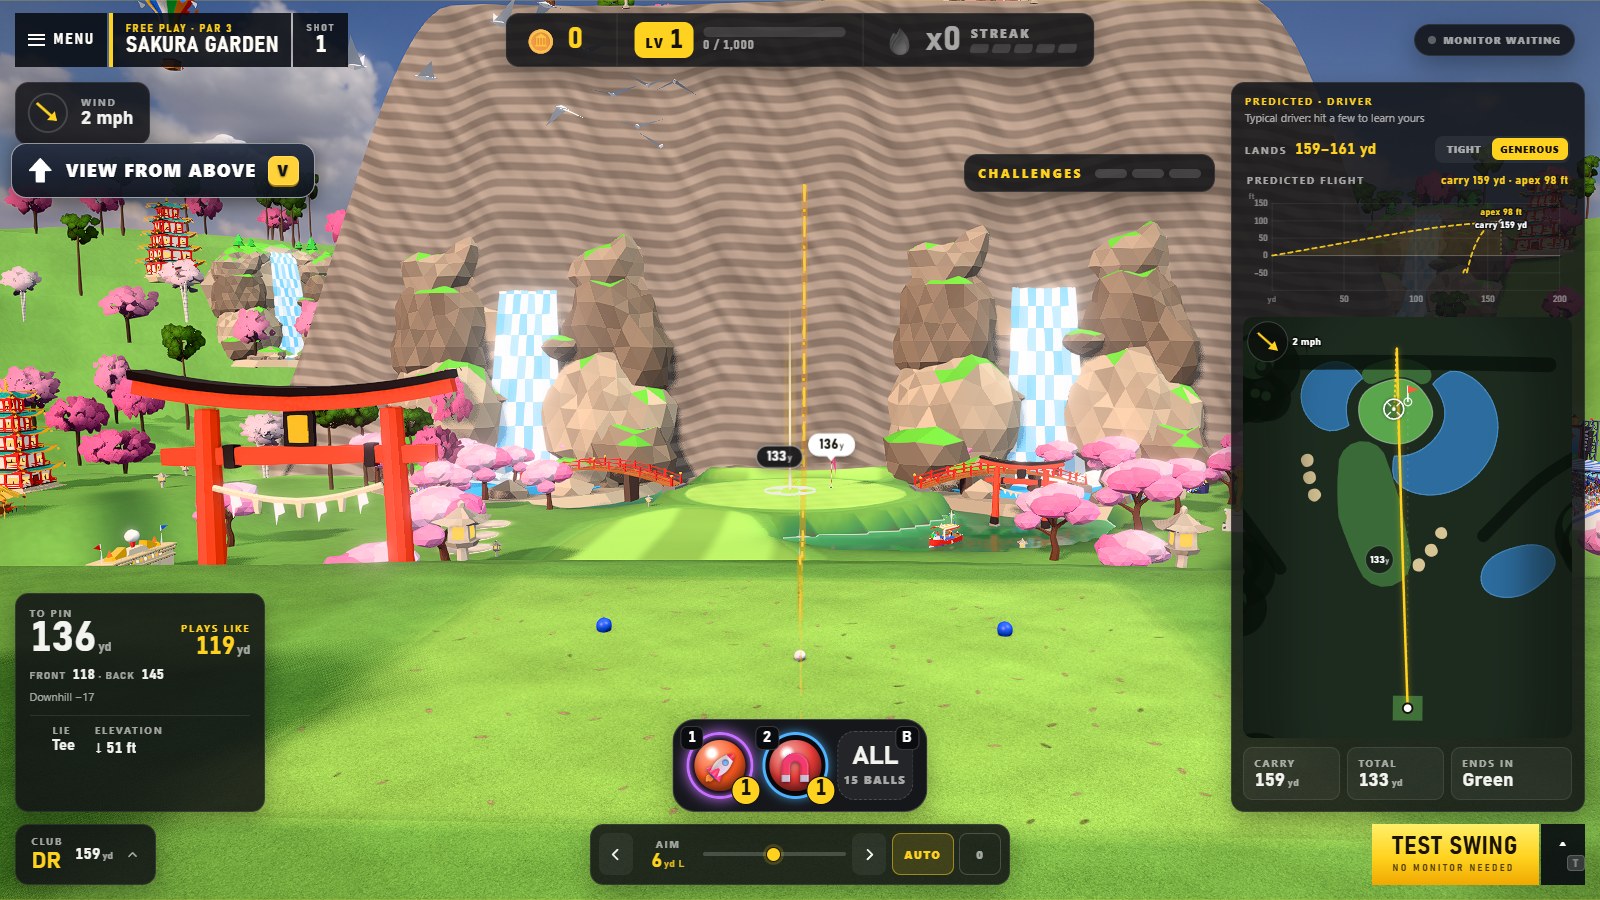 MENU
FREE PLAY · PAR 3
SAKURA GARDEN
SHOT
1
0
LV 1
0 / 1,000
x0
STREAK
MONITOR WAITING
WIND
2 mph
VIEW FROM ABOVE
V
CHALLENGES
PREDICTED · DRIVER
Typical driver: hit a few to learn yours
LANDS 159–161 yd
TIGHT
GENEROUS
PREDICTED FLIGHT
carry 159 yd · apex 98 ft
ft
150
100
50
0
-50
apex 98 ft
carry 159 yd
yd
50
100
150
200
2 mph
133y
133y
136y
TO PIN
136 yd
PLAYS LIKE
119 yd
FRONT 118 · BACK 145
Downhill −17
LIE
Tee
ELEVATION
↓ 51 ft
1
1
2
1
ALL
15 BALLS
B
CARRY
159 yd
TOTAL
133 yd
ENDS IN
Green
CLUB
DR
159 yd
AIM
6 yd L
AUTO
0
TEST SWING
NO MONITOR NEEDED
T